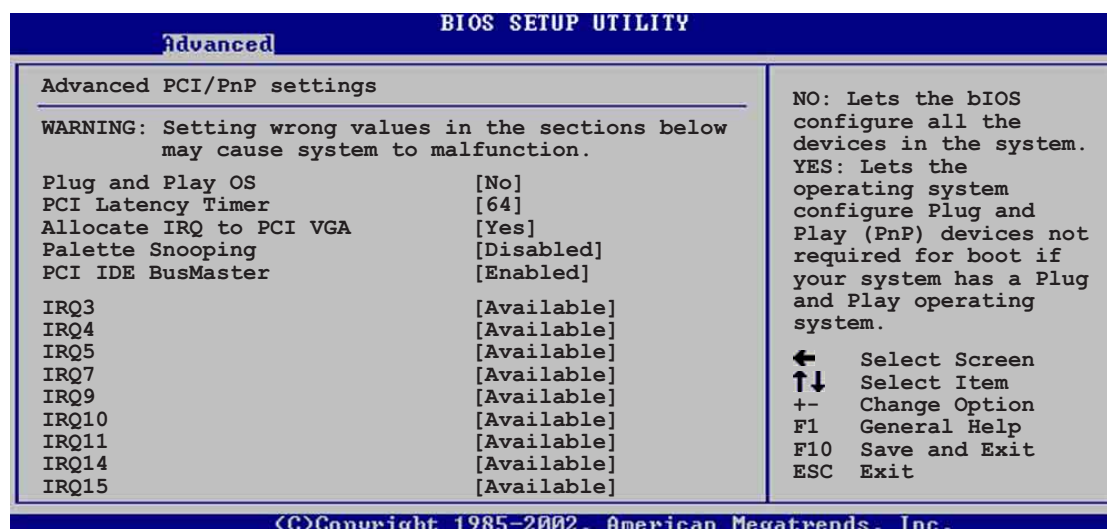 BIOS SETUP UTILITY
Advanced
Advanced PCI/PnP settings
WARNING: Setting wrong values in the sections below
may cause system to malfunction.
Plug and Play OS [No]
PCI Latency Timer [64]
Allocate IRQ to PCI VGA [Yes]
Palette Snooping [Disabled]
PCI IDE BusMaster [Enabled]
IRQ3 [Available]
IRQ4 [Available]
IRQ5 [Available]
IRQ7 [Available]
IRQ9 [Available]
IRQ10 [Available]
IRQ11 [Available]
IRQ14 [Available]
IRQ15 [Available]
NO: Lets the bIOS
configure all the
devices in the system.
YES: Lets the
operating system
configure Plug and
Play (PnP) devices not
required for boot if
your system has a Plug
and Play operating
system.
← Select Screen
↑↓ Select Item
+- Change Option
F1 General Help
F10 Save and Exit
ESC Exit
(C)Copyright 1985-2002, American Megatrends, Inc.